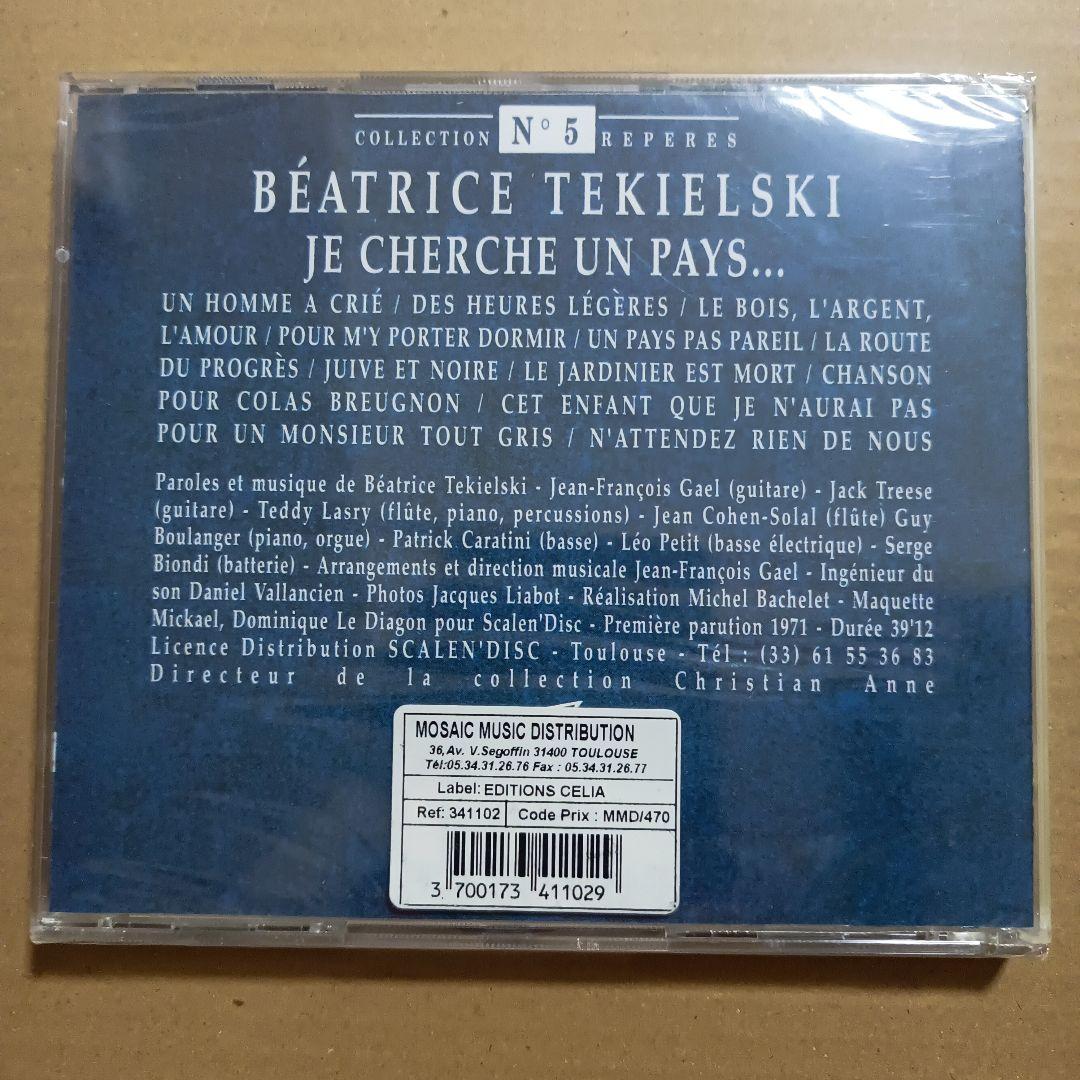 COLLECTION N° 5 REPERES
BÉATRICE TEKIELSKI
JE CHERCHE UN PAYS...
UN HOMME A CRIÉ / DES HEURES LÉGÈRES / LE BOIS, L'ARGENT,
L'AMOUR / POUR M'Y PORTER DORMIR / UN PAYS PAS PAREIL / LA ROUTE
DU PROGRÈS / JUIVE ET NOIRE / LE JARDINIER EST MORT / CHANSON
POUR COLAS BREUGNON / CET ENFANT QUE JE N'AURAI PAS
POUR UN MONSIEUR TOUT GRIS / N'ATTENDEZ RIEN DE NOUS
Paroles et musique de Béatrice Tekielski - Jean-François Gael (guitare) - Jack Treese
(guitare) - Teddy Lasry (flûte, piano, percussions) - Jean Cohen-Solal (flûte) Guy
Boulanger (piano, orgue) - Patrick Caratini (basse) - Léo Petit (basse électrique) - Serge
Biondi (batterie) - Arrangements et direction musicale Jean-François Gael - Ingénieur du
son Daniel Vallancien - Photos Jacques Liabot - Réalisation Michel Bachelet - Maquette
Mickael, Dominique Le Diagon pour Scalen'Disc - Première parution 1971 - Durée 39'12
Licence Distribution SCALEN'DISC - Toulouse - Tél : (33) 61 55 36 83
Directeur de la collection Christian Anne
MOSAIC MUSIC DISTRIBUTION
36,Av. V.Segoffin 31400 TOULOUSE
Tél:05.34.31.26.76 Fax : 05.34.31.26.77
Label: EDITIONS CELIA
Ref: 341102 Code Prix : MMD/470
3 700173 411029